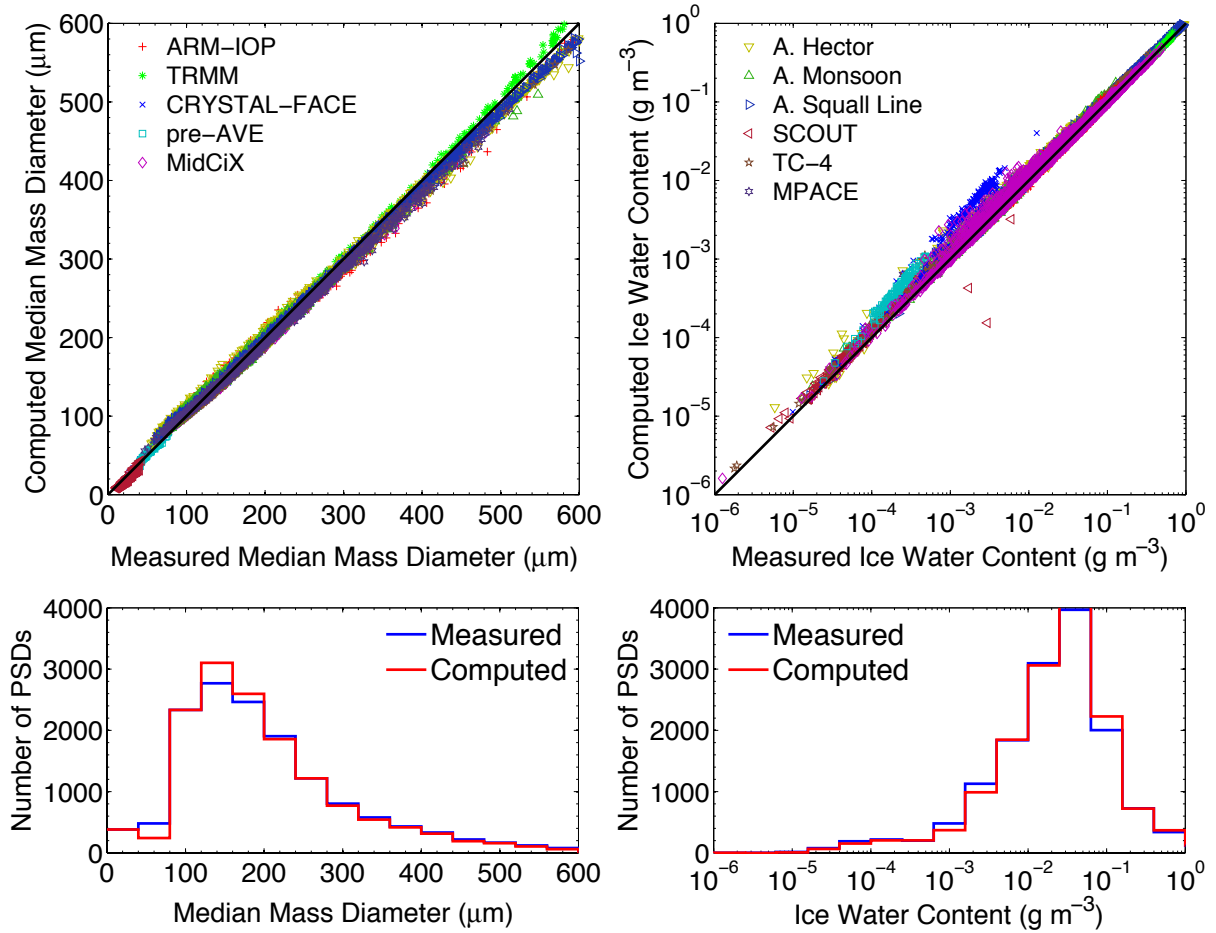 600
500
400
300
200
100
0
Computed Median Mass Diameter (μm)
ARM−IOP
TRMM
CRYSTAL−FACE
pre−AVE
MidCiX
0 100 200 300 400 500 600
Measured Median Mass Diameter (μm)
10^0
10^−1
10^−2
10^−3
10^−4
10^−5
10^−6
Computed Ice Water Content (g m^−3)
A. Hector
A. Monsoon
A. Squall Line
SCOUT
TC−4
MPACE
10^−6 10^−5 10^−4 10^−3 10^−2 10^−1 10^0
Measured Ice Water Content (g m^−3)
4000
3000
2000
1000
0
Number of PSDs
Measured
Computed
0 100 200 300 400 500 600
Median Mass Diameter (μm)
4000
3000
2000
1000
0
Number of PSDs
Measured
Computed
10^−6 10^−5 10^−4 10^−3 10^−2 10^−1 10^0
Ice Water Content (g m^−3)